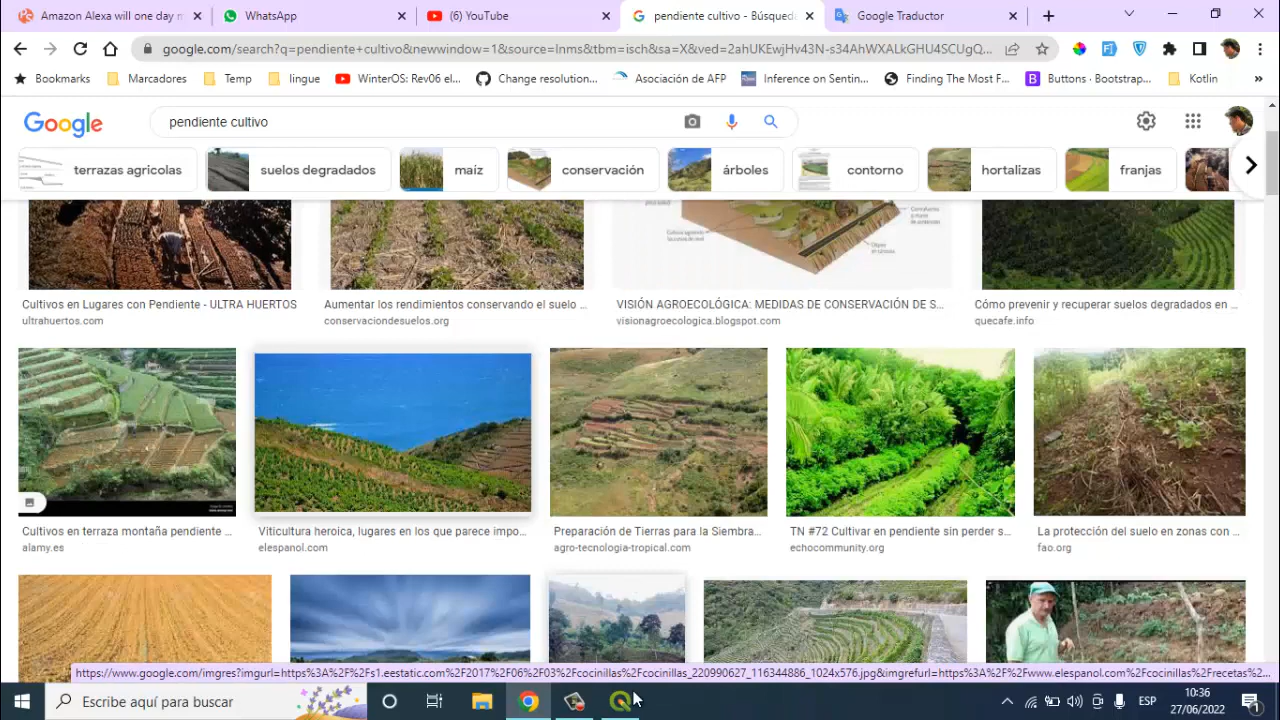 Amazon Alexa will one day m
WhatsApp
(6) YouTube
pendiente cultivo - Búsqued
Google Traductor
google.com/search?q=pendiente+cultivo&newwindow=1&source=lnms&tbm=isch&sa=X&ved=2ahUKEwjHv43N-s34AhWXALkGHU4SCUgQ...
Bookmarks
Marcadores
Temp
lingue
WinterOS: Rev06 el...
Change resolution...
Asociación de AFP
Inference on Sentin...
Finding The Most F...
Buttons · Bootstrap...
Kotlin
»
Google
pendiente cultivo
terrazas agricolas
suelos degradados
maiz
conservación
árboles
contorno
hortalizas
franjas
Cultivos en Lugares con Pendiente - ULTRA HUERTOS
ultrahuertos.com
Aumentar los rendimientos conservando el suelo ...
conservaciondesuelos.org
VISIÓN AGROECOLÓGICA: MEDIDAS DE CONSERVACIÓN DE S...
visionagroecologica.blogspot.com
Cómo prevenir y recuperar suelos degradados en ...
quecafe.info
Cultivos en terraza montaña pendiente ...
alamy.es
Viticultura heroica, lugares en los que parece impo...
elespanol.com
Preparación de Tierras para la Siembra...
agro-tecnologia-tropical.com
TN #72 Cultivar en pendiente sin perder s...
echocommunity.org
La protección del suelo en zonas con ...
fao.org
https://www.google.com/imgres?imgurl=https%3A%2F%2Fs1.eestatic.com%2F2017%2F06%2F03%2Fcocinillas%2Fcocinillas_220990627_116344886_1024x576.jpg&imgrefurl=https%3A%2F%2Fwww.elespanol.com%2Fcocinillas%2Frecetas%2...
Escribe aquí para buscar
ESP
10:36
27/06/2022
1